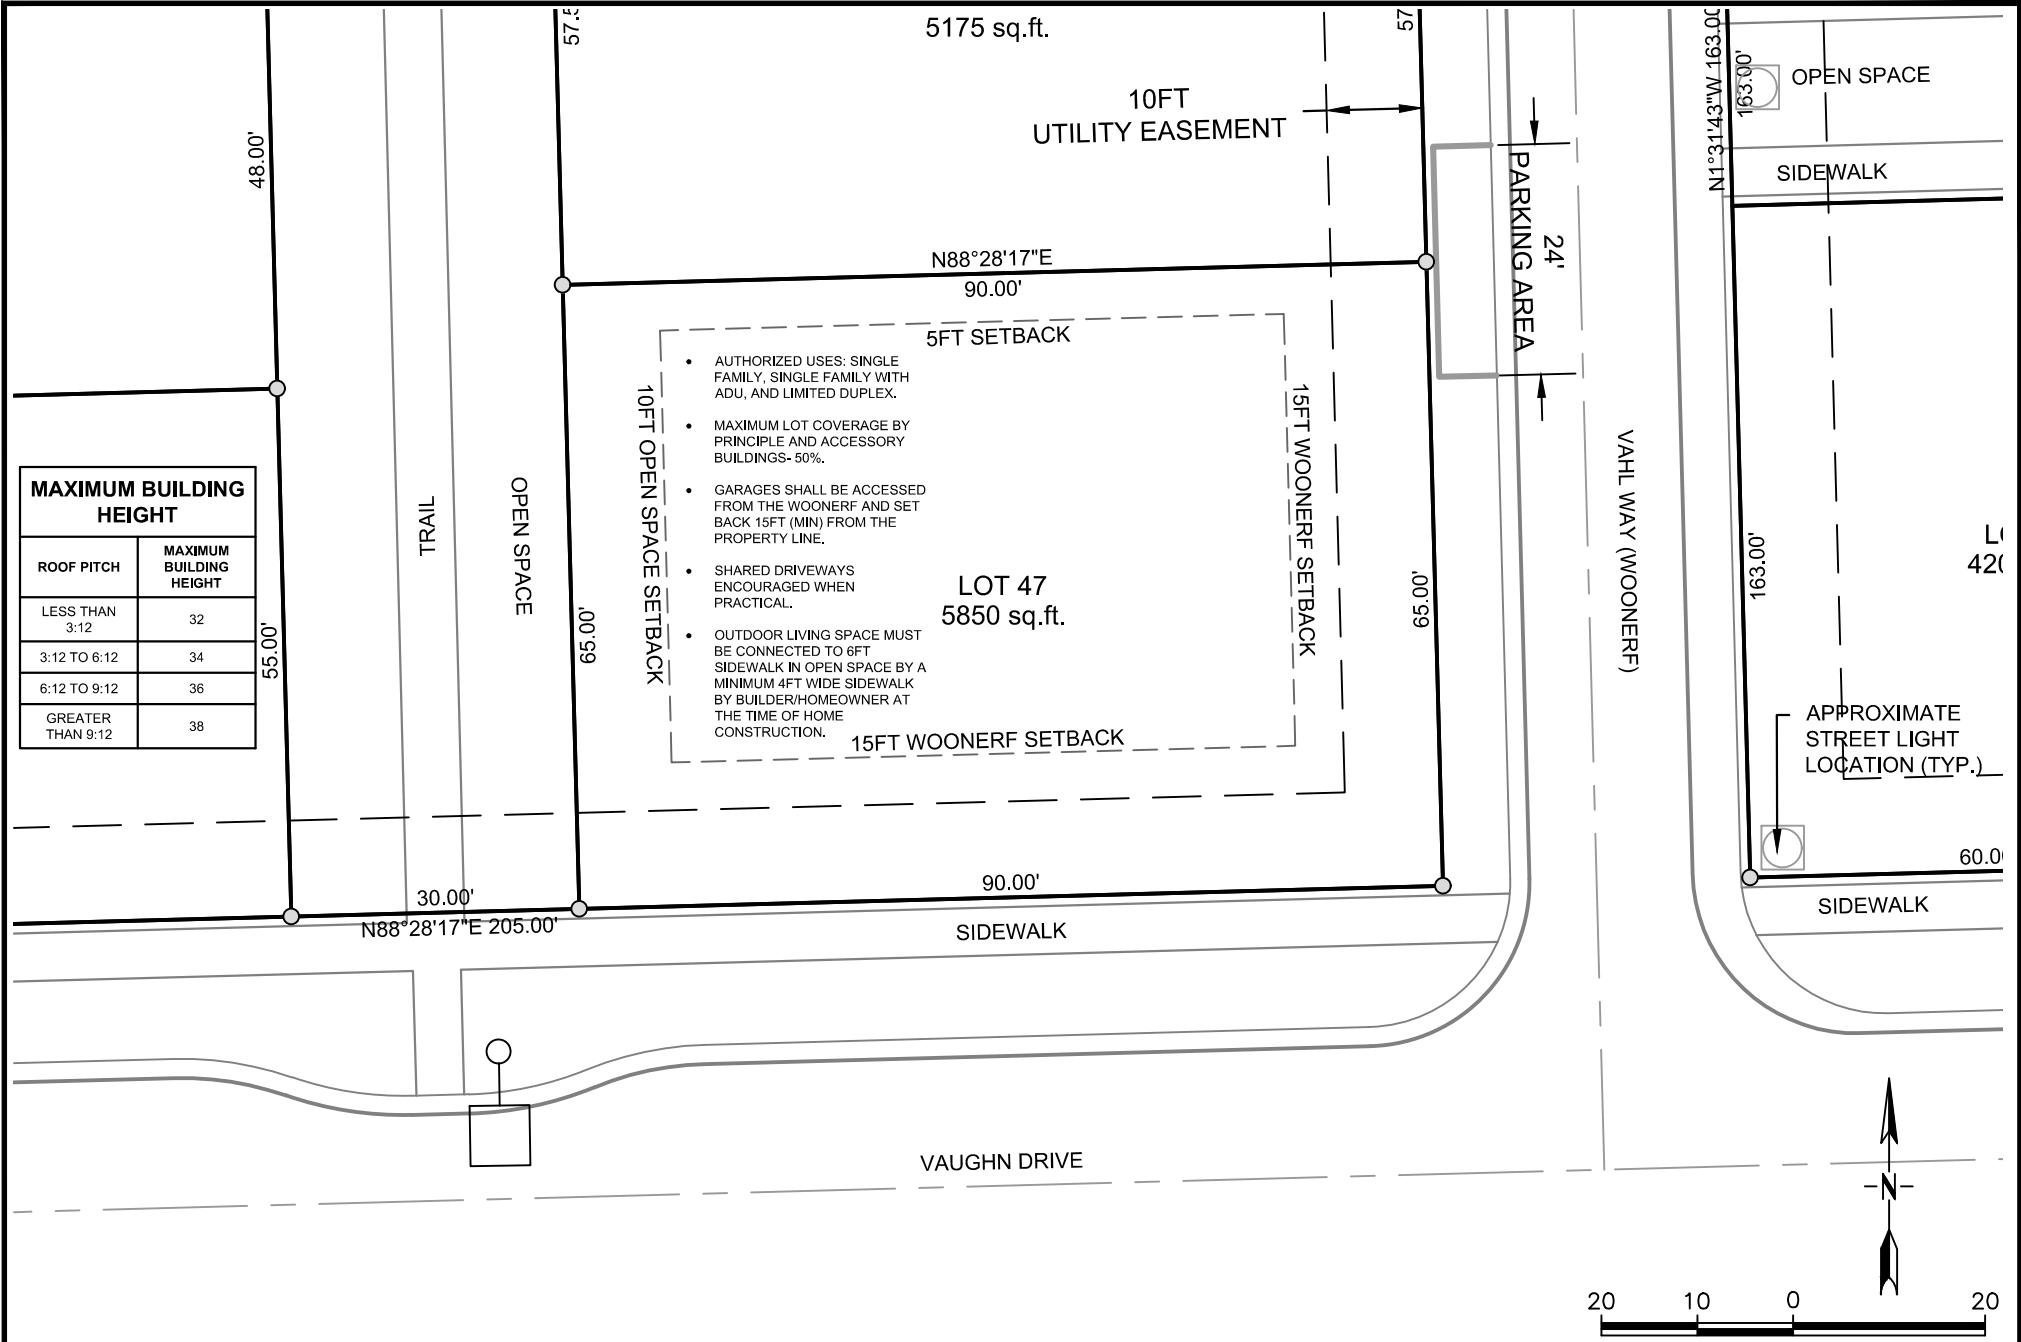 5175 sq.ft.
57.5
57
48.00'
10FT
UTILITY EASEMENT
N1°31'43"W 163.00
163.00'
OPEN SPACE
SIDEWALK
PARKING AREA
24'
N88°28'17"E
90.00'
5FT SETBACK
10FT OPEN SPACE SETBACK
15FT WOONERF SETBACK
• AUTHORIZED USES: SINGLE
FAMILY, SINGLE FAMILY WITH
ADU, AND LIMITED DUPLEX.
• MAXIMUM LOT COVERAGE BY
PRINCIPLE AND ACCESSORY
BUILDINGS- 50%.
• GARAGES SHALL BE ACCESSED
FROM THE WOONERF AND SET
BACK 15FT (MIN) FROM THE
PROPERTY LINE.
• SHARED DRIVEWAYS
ENCOURAGED WHEN
PRACTICAL.
• OUTDOOR LIVING SPACE MUST
BE CONNECTED TO 6FT
SIDEWALK IN OPEN SPACE BY A
MINIMUM 4FT WIDE SIDEWALK
BY BUILDER/HOMEOWNER AT
THE TIME OF HOME
CONSTRUCTION.
LOT 47
5850 sq.ft.
15FT WOONERF SETBACK
65.00'
65.00'
MAXIMUM BUILDING
HEIGHT
ROOF PITCH
MAXIMUM
BUILDING
HEIGHT
LESS THAN
3:12
32
3:12 TO 6:12
34
6:12 TO 9:12
36
GREATER
THAN 9:12
38
55.00'
TRAIL
OPEN SPACE
VAHL WAY (WOONERF)
163.00'
420
APPROXIMATE
STREET LIGHT
LOCATION (TYP.)
60.0
30.00'
90.00'
N88°28'17"E 205.00'
SIDEWALK
SIDEWALK
VAUGHN DRIVE
N
20 10 0 20